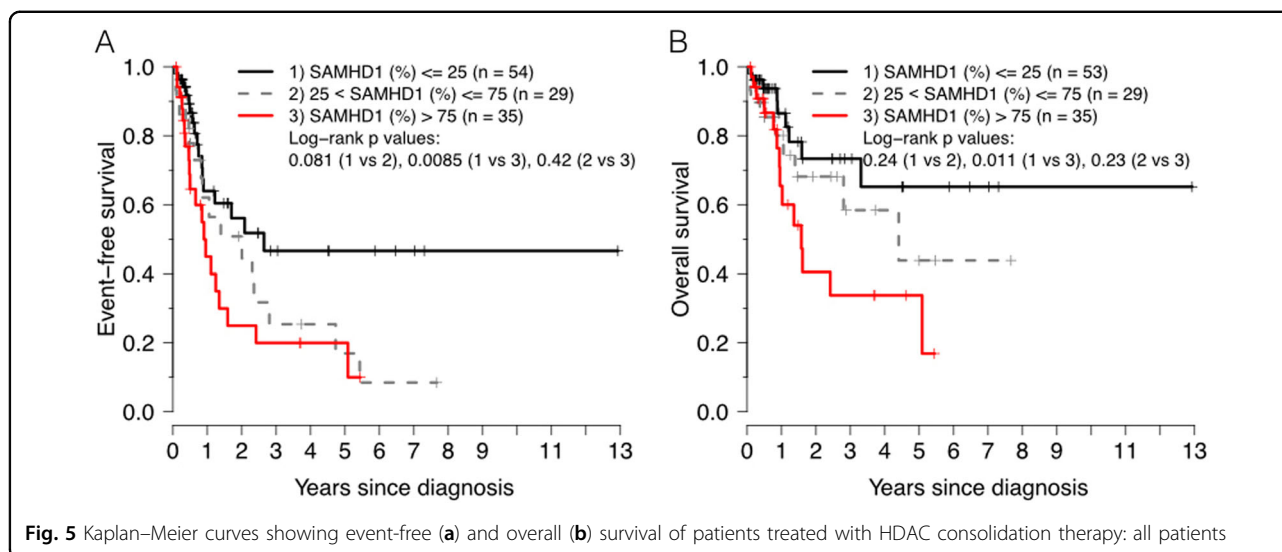 A
1.0
0.8
0.6
0.4
0.2
0.0
Event–free survival
1) SAMHD1 (%) <= 25 (n = 54)
2) 25 < SAMHD1 (%) <= 75 (n = 29)
3) SAMHD1 (%) > 75 (n = 35)
Log–rank p values:
0.081 (1 vs 2), 0.0085 (1 vs 3), 0.42 (2 vs 3)
0 1 2 3 4 5 6 7 8 9 11 13
Years since diagnosis
B
1.0
0.8
0.6
0.4
0.2
0.0
Overall survival
1) SAMHD1 (%) <= 25 (n = 53)
2) 25 < SAMHD1 (%) <= 75 (n = 29)
3) SAMHD1 (%) > 75 (n = 35)
Log–rank p values:
0.24 (1 vs 2), 0.011 (1 vs 3), 0.23 (2 vs 3)
0 1 2 3 4 5 6 7 8 9 11 13
Years since diagnosis
Fig. 5 Kaplan–Meier curves showing event-free (a) and overall (b) survival of patients treated with HDAC consolidation therapy: all patients